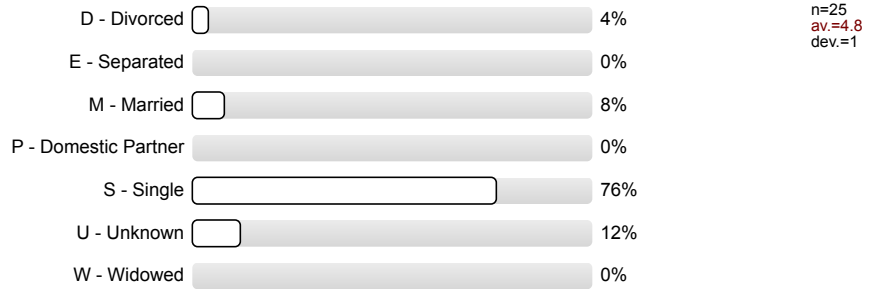 D - Divorced 4%
E - Separated 0%
M - Married 8%
P - Domestic Partner 0%
S - Single 76%
U - Unknown 12%
W - Widowed 0%
n=25
av.=4.8
dev.=1